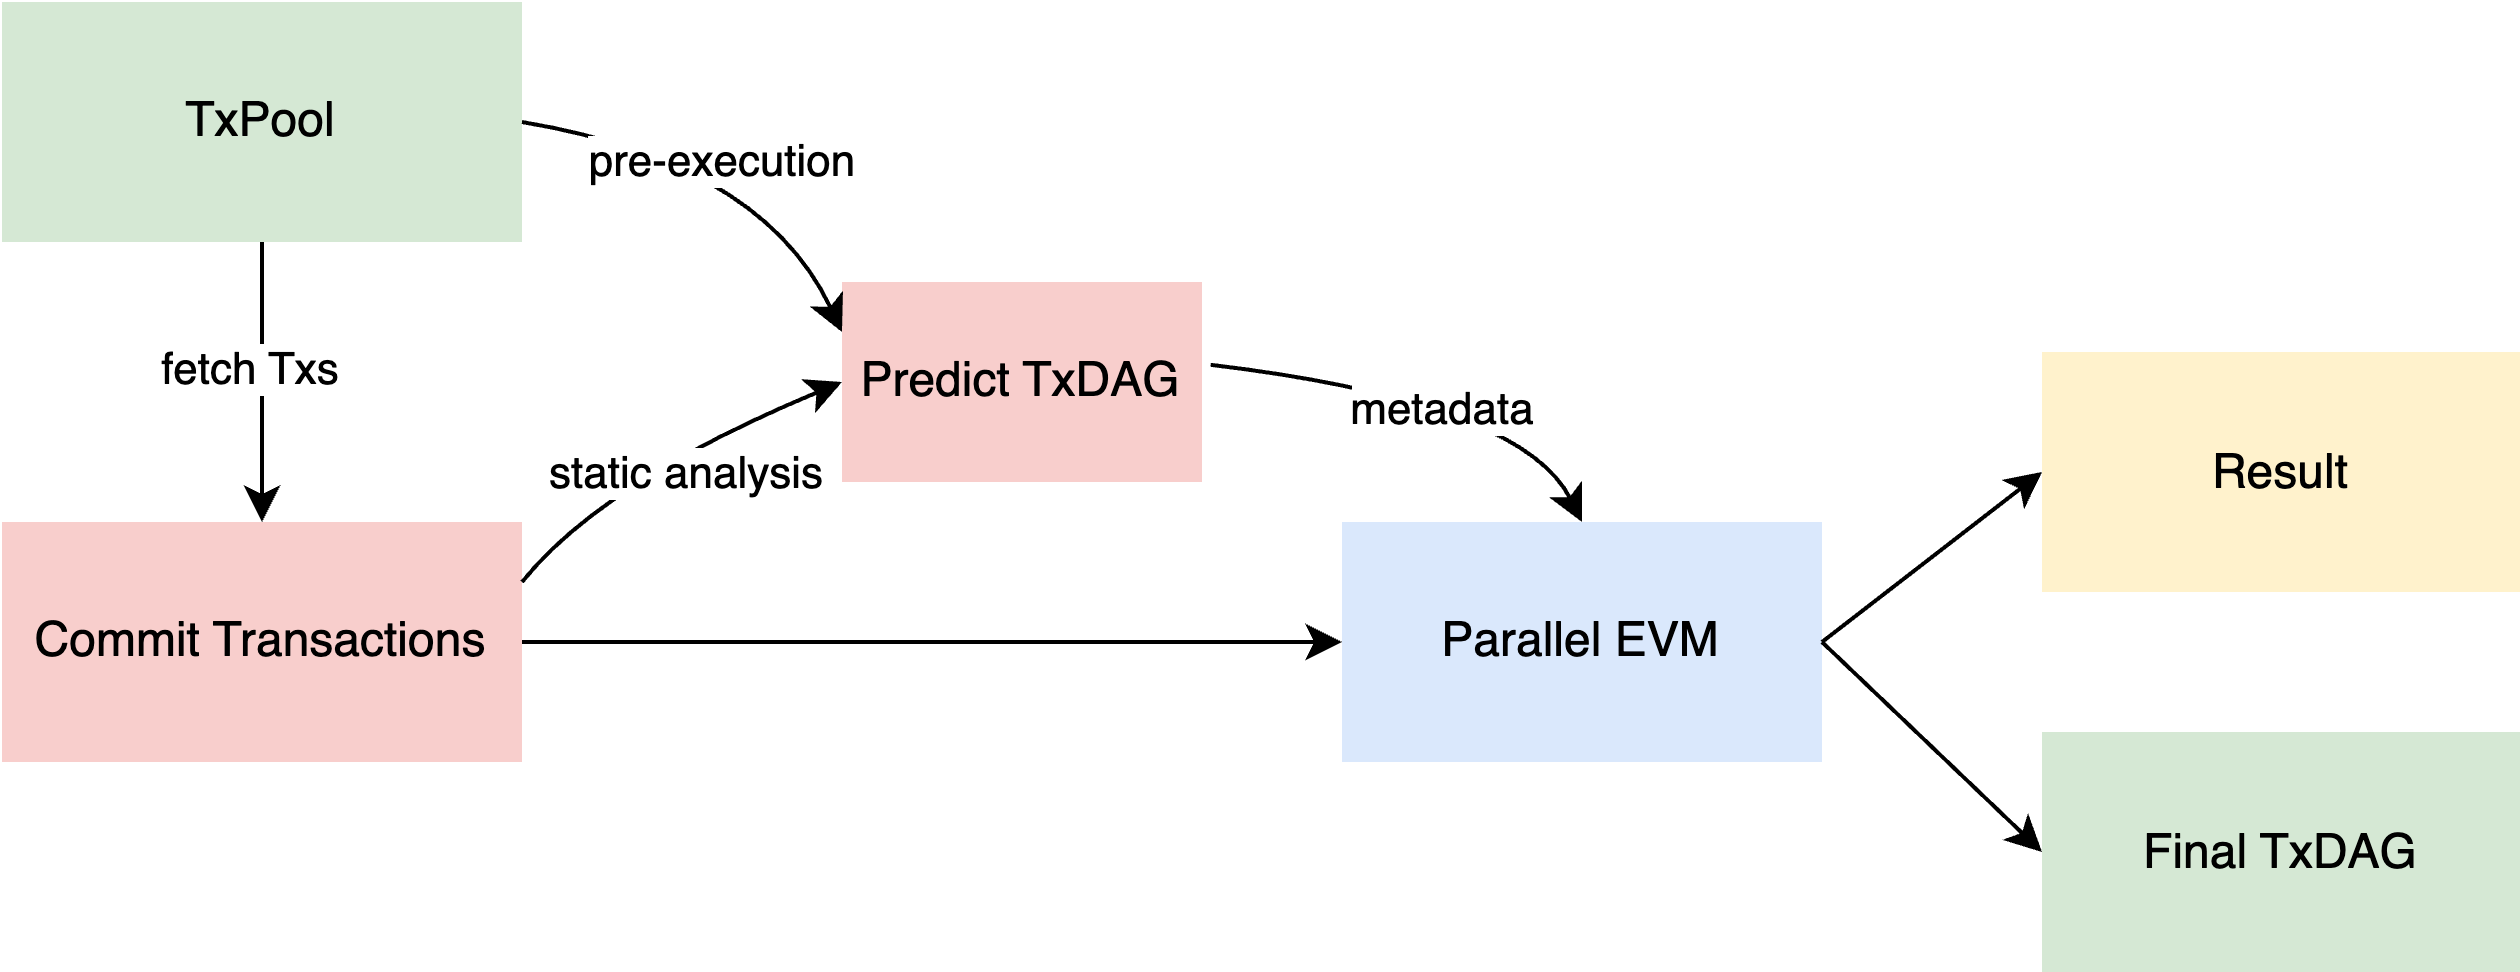 TxPool
pre-execution
fetch Txs
Predict TxDAG
metadata
static analysis
Result
Commit Transactions
Parallel EVM
Final TxDAG